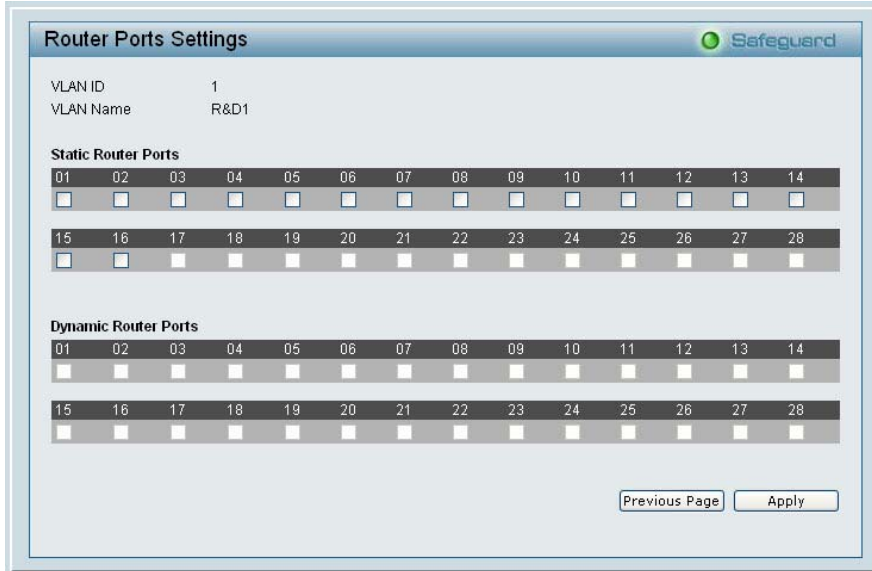 Router Ports Settings Safeguard
VLAN ID 1
VLAN Name R&D1
Static Router Ports
01 02 03 04 05 06 07 08 09 10 11 12 13 14
15 16 17 18 19 20 21 22 23 24 25 26 27 28
Dynamic Router Ports
01 02 03 04 05 06 07 08 09 10 11 12 13 14
15 16 17 18 19 20 21 22 23 24 25 26 27 28
Previous Page Apply